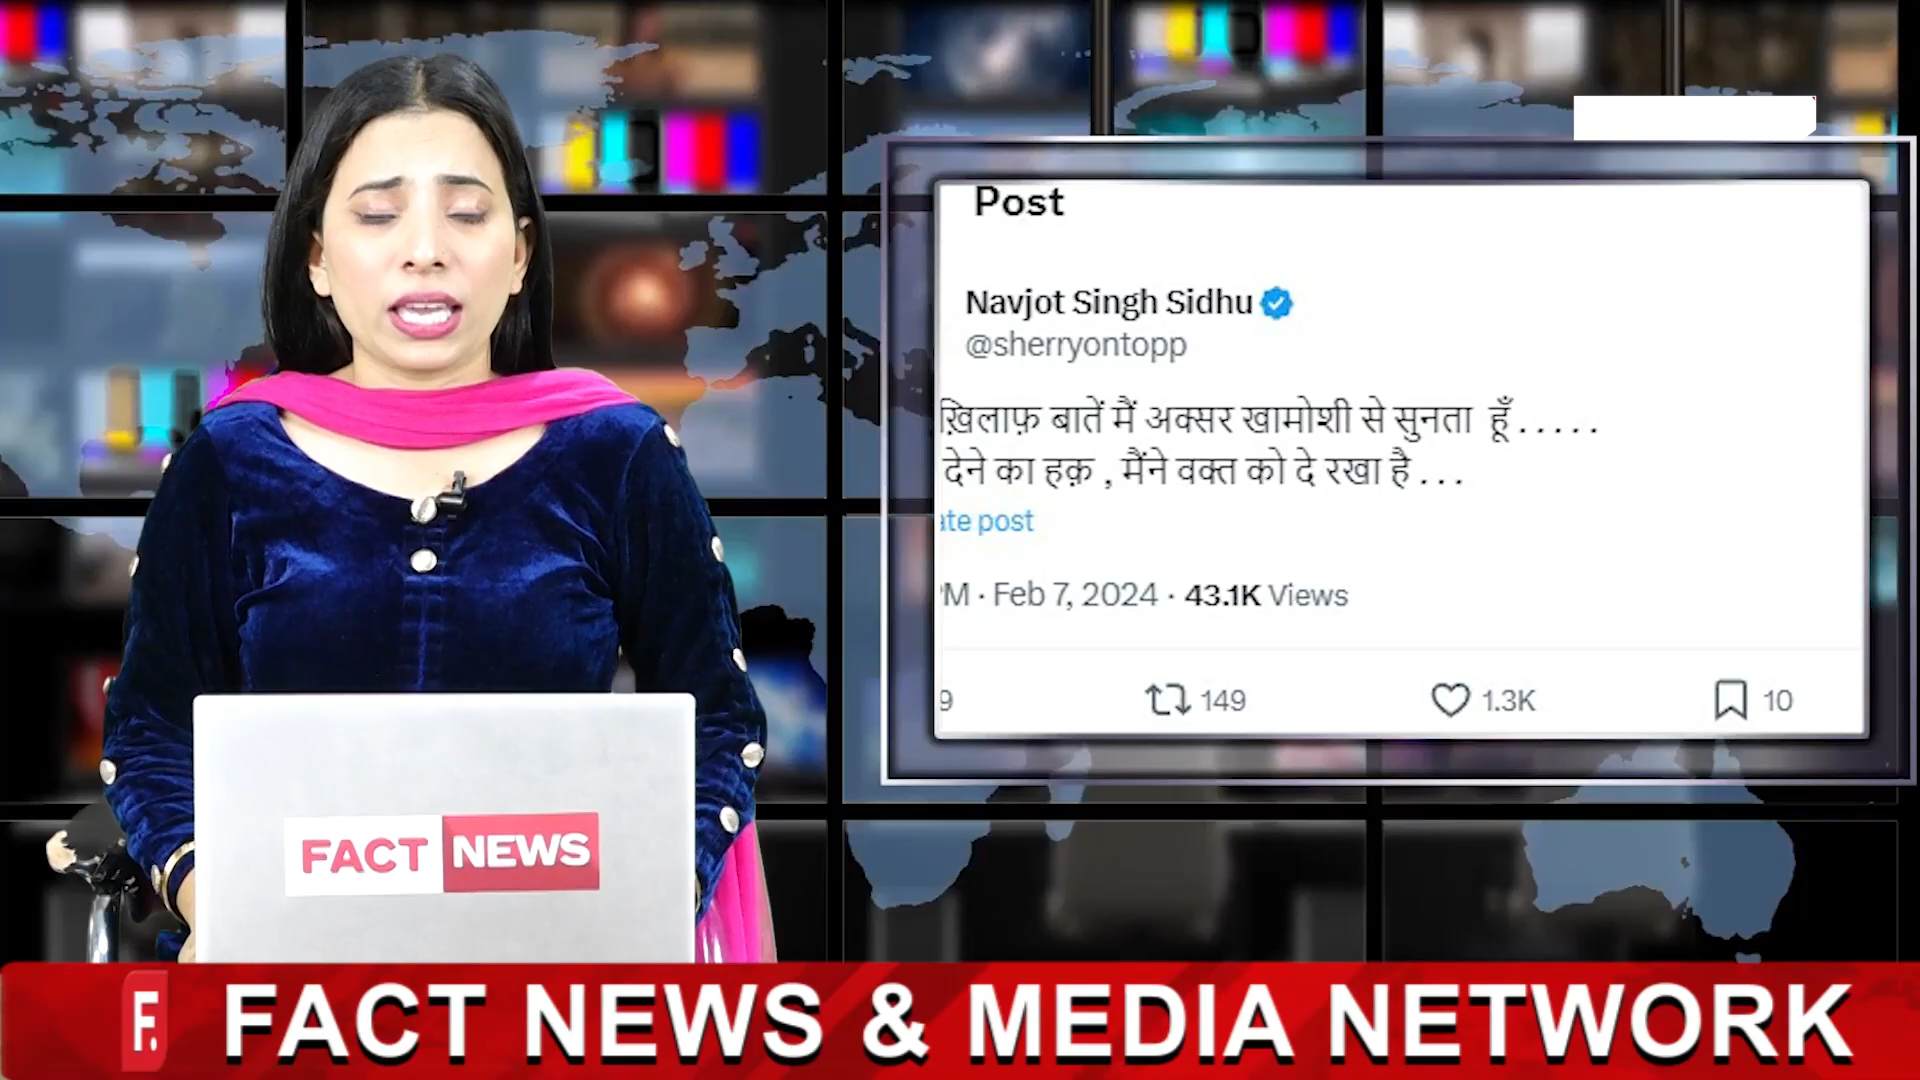 Post
Navjot Singh Sidhu
@sherryontopp
ख़िलाफ़ बातें मैं अक्सर खामोशी से सुनता हूँ . . . . .
देने का हक़ , मैंने वक्त को दे रखा है . . .
ate post
PM · Feb 7, 2024 · 43.1K Views
9 149 1.3K 10
FACT NEWS
F. FACT NEWS & MEDIA NETWORK